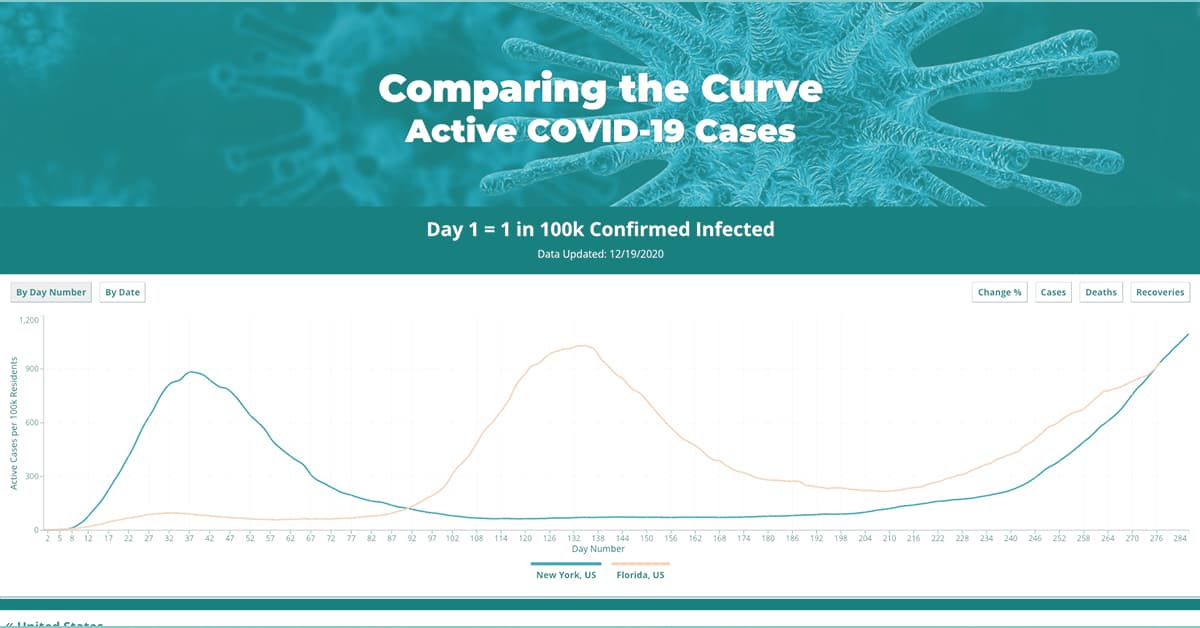 Comparing the Curve
Active COVID-19 Cases
Day 1 = 1 in 100k Confirmed Infected
Data Updated: 12/19/2020
By Day Number By Date Change % Cases Deaths Recoveries
1,200
900
600
300
0
Active Cases per 100k Residents
2 5 8 12 17 22 27 32 37 42 47 52 57 62 67 72 77 82 87 92 97 102 108 114 120 126 132 138 144 150 156 162 168 174 180 186 192 198 204 210 216 222 228 234 240 246 252 258 264 270 276 284
Day Number
New York, US Florida, US
« United States